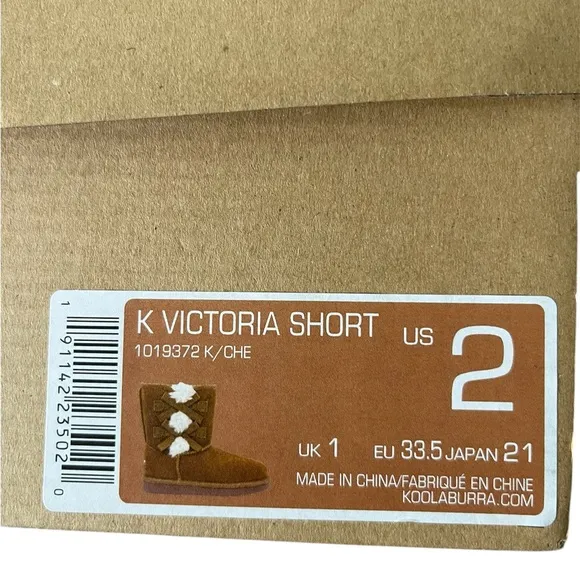 K VICTORIA SHORT
1019372 K/CHE
US 2
UK 1 EU 33.5 JAPAN 21
MADE IN CHINA/FABRIQUÉ EN CHINE
KOOLABURRA.COM
1 91142 23502 0